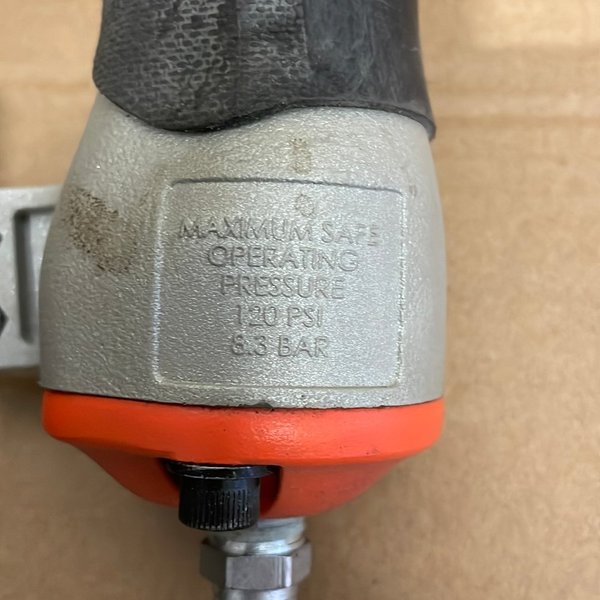 MAXIMUM SAFE
OPERATING
PRESSURE
120 PSI
8.3 BAR